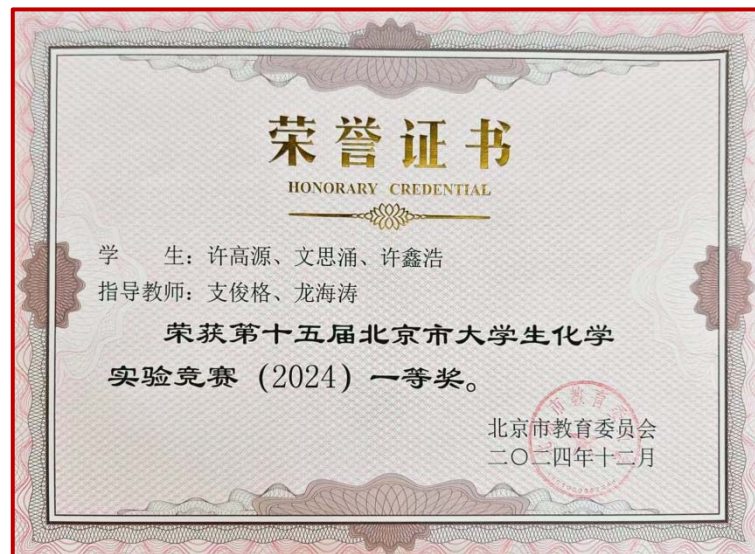 荣誉证书
HONORARY CREDENTIAL
学　　生：许高源、文思涌、许鑫浩
指导教师：支俊格、龙海涛
荣获第十五届北京市大学生化学
实验竞赛（2024）一等奖。
北京市教育委员会
二〇二四年十二月